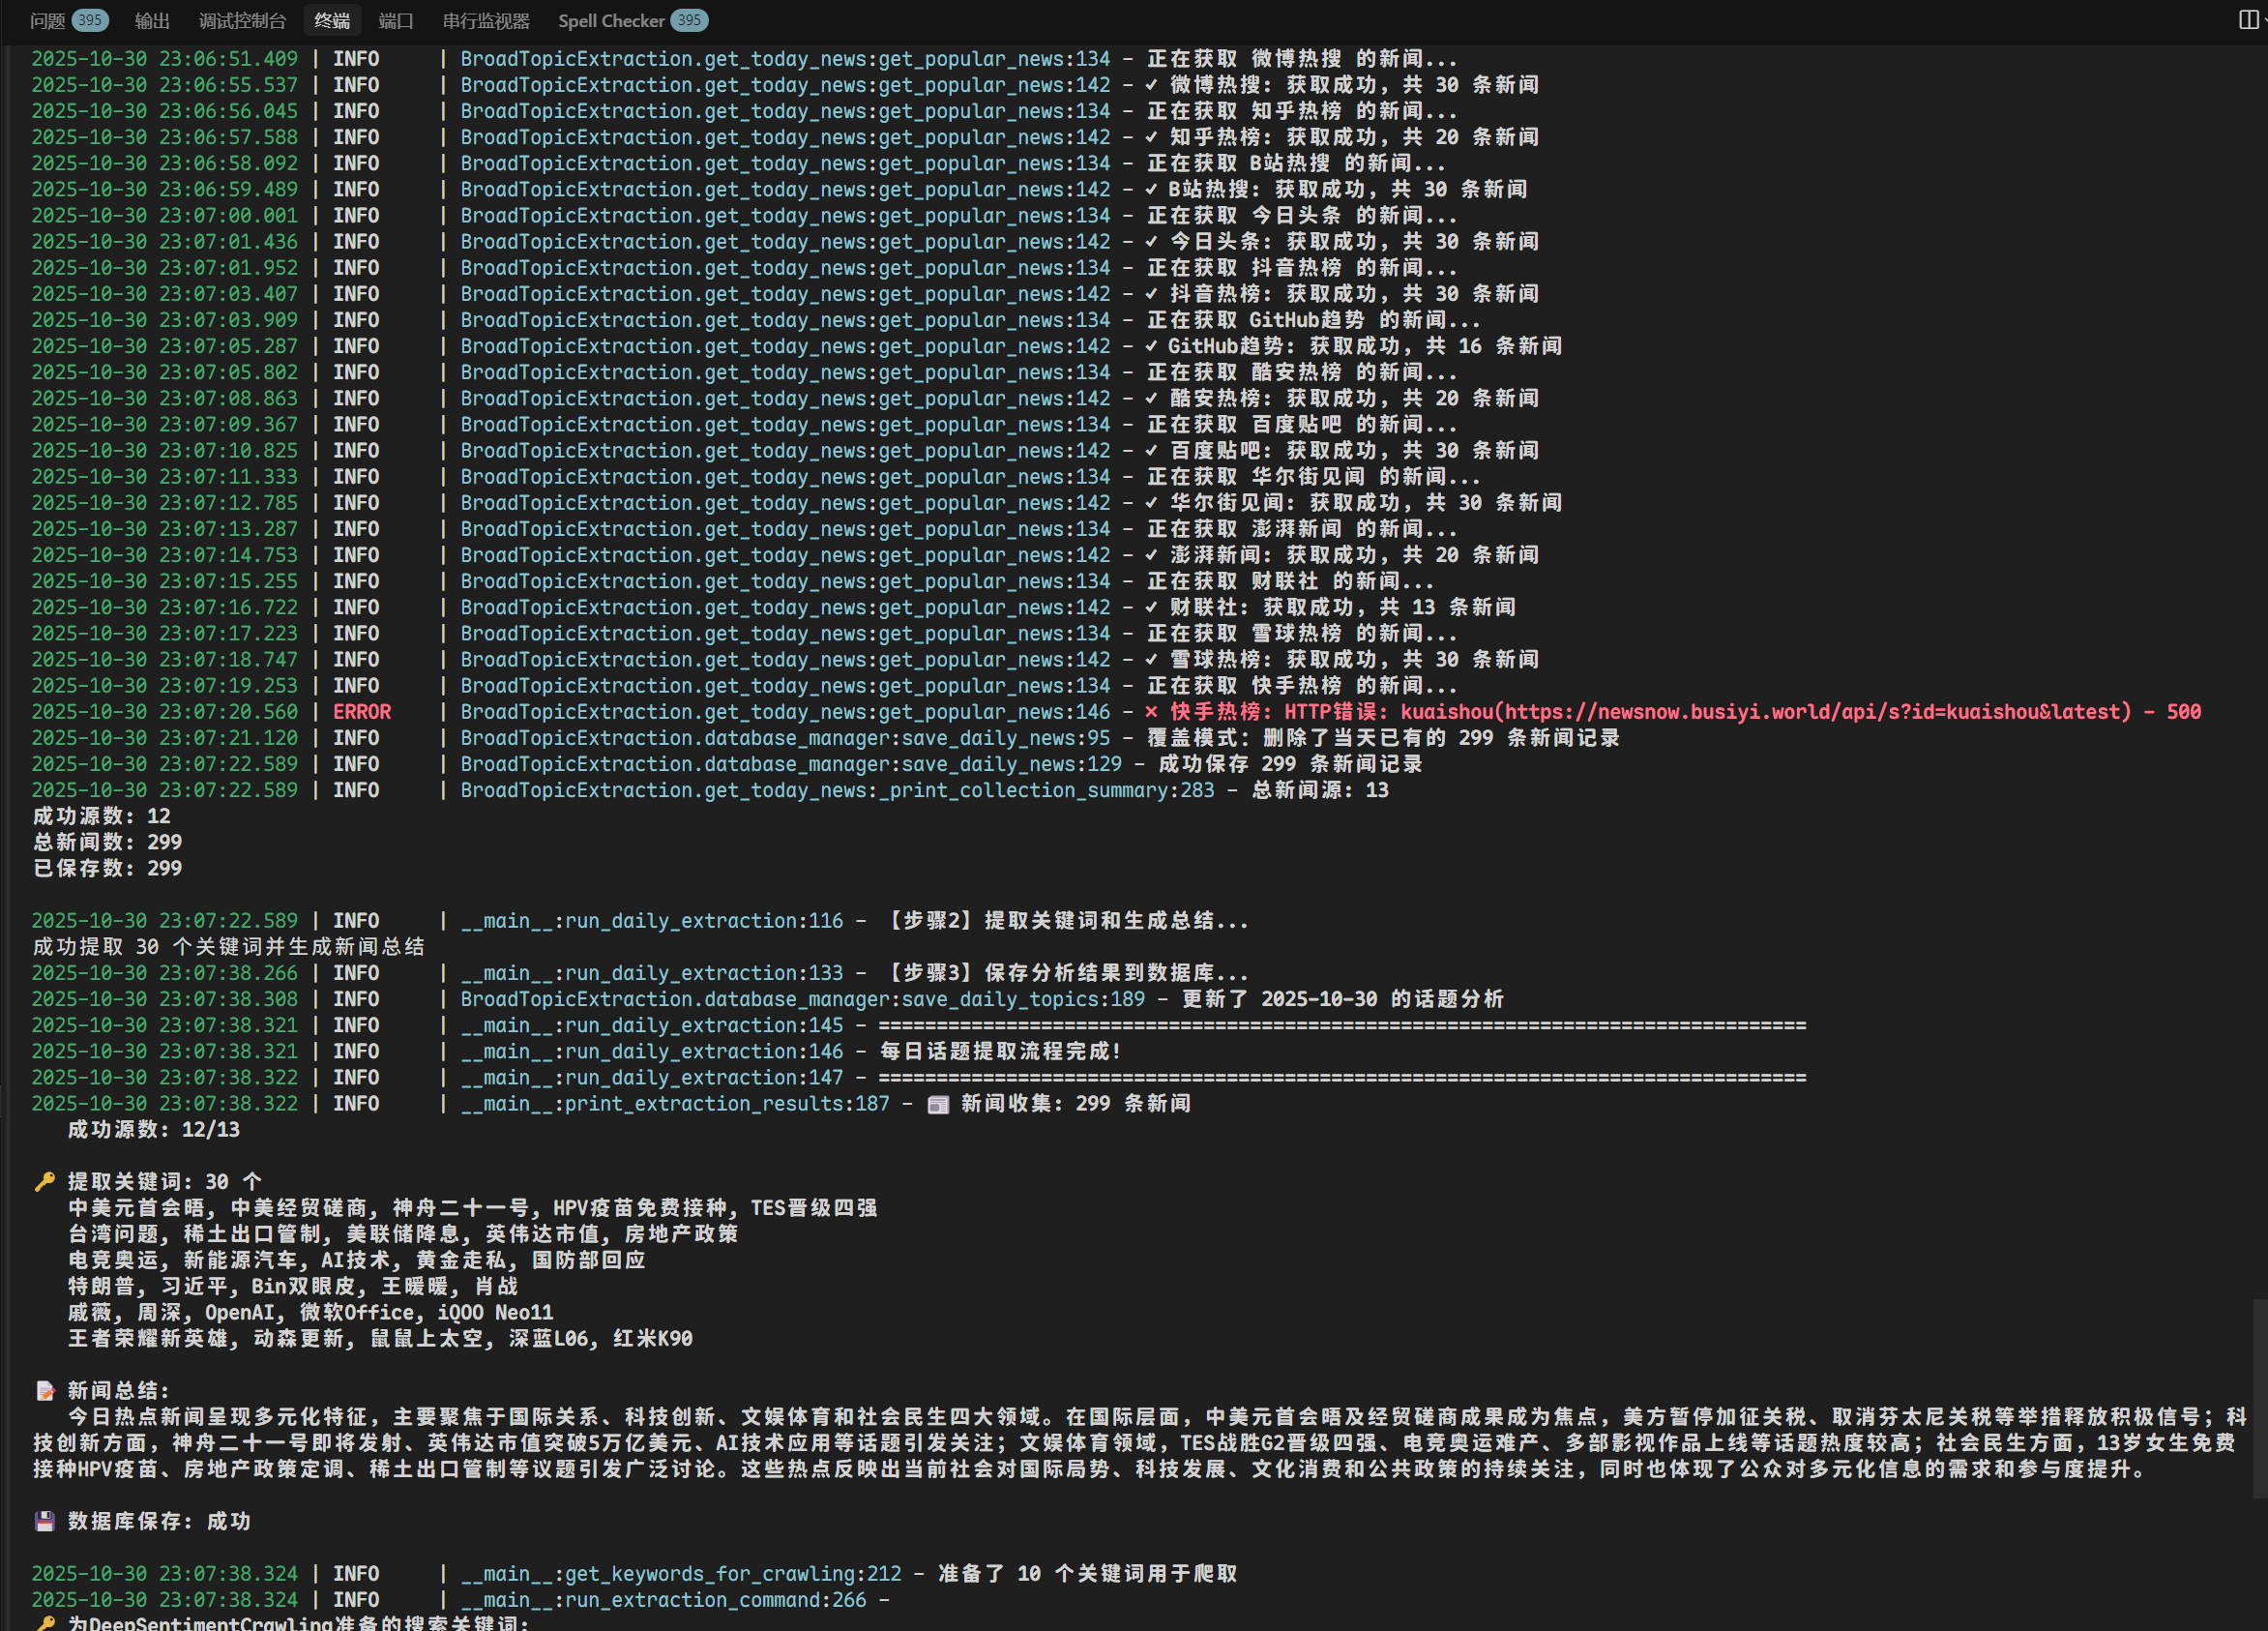 问题 395 输出 调试控制台 终端 端口 串行监视器 Spell Checker 395
2025-10-30 23:06:51.409 | INFO     | BroadTopicExtraction.get_today_news:get_popular_news:134 - 正在获取 微博热搜 的新闻...
2025-10-30 23:06:55.537 | INFO     | BroadTopicExtraction.get_today_news:get_popular_news:142 - ✓ 微博热搜: 获取成功，共 30 条新闻
2025-10-30 23:06:56.045 | INFO     | BroadTopicExtraction.get_today_news:get_popular_news:134 - 正在获取 知乎热榜 的新闻...
2025-10-30 23:06:57.588 | INFO     | BroadTopicExtraction.get_today_news:get_popular_news:142 - ✓ 知乎热榜: 获取成功，共 20 条新闻
2025-10-30 23:06:58.092 | INFO     | BroadTopicExtraction.get_today_news:get_popular_news:134 - 正在获取 B站热搜 的新闻...
2025-10-30 23:06:59.489 | INFO     | BroadTopicExtraction.get_today_news:get_popular_news:142 - ✓ B站热搜: 获取成功，共 30 条新闻
2025-10-30 23:07:00.001 | INFO     | BroadTopicExtraction.get_today_news:get_popular_news:134 - 正在获取 今日头条 的新闻...
2025-10-30 23:07:01.436 | INFO     | BroadTopicExtraction.get_today_news:get_popular_news:142 - ✓ 今日头条: 获取成功，共 30 条新闻
2025-10-30 23:07:01.952 | INFO     | BroadTopicExtraction.get_today_news:get_popular_news:134 - 正在获取 抖音热榜 的新闻...
2025-10-30 23:07:03.407 | INFO     | BroadTopicExtraction.get_today_news:get_popular_news:142 - ✓ 抖音热榜: 获取成功，共 30 条新闻
2025-10-30 23:07:03.909 | INFO     | BroadTopicExtraction.get_today_news:get_popular_news:134 - 正在获取 GitHub趋势 的新闻...
2025-10-30 23:07:05.287 | INFO     | BroadTopicExtraction.get_today_news:get_popular_news:142 - ✓ GitHub趋势: 获取成功，共 16 条新闻
2025-10-30 23:07:05.802 | INFO     | BroadTopicExtraction.get_today_news:get_popular_news:134 - 正在获取 酷安热榜 的新闻...
2025-10-30 23:07:08.863 | INFO     | BroadTopicExtraction.get_today_news:get_popular_news:142 - ✓ 酷安热榜: 获取成功，共 20 条新闻
2025-10-30 23:07:09.367 | INFO     | BroadTopicExtraction.get_today_news:get_popular_news:134 - 正在获取 百度贴吧 的新闻...
2025-10-30 23:07:10.825 | INFO     | BroadTopicExtraction.get_today_news:get_popular_news:142 - ✓ 百度贴吧: 获取成功，共 30 条新闻
2025-10-30 23:07:11.333 | INFO     | BroadTopicExtraction.get_today_news:get_popular_news:134 - 正在获取 华尔街见闻 的新闻...
2025-10-30 23:07:12.785 | INFO     | BroadTopicExtraction.get_today_news:get_popular_news:142 - ✓ 华尔街见闻: 获取成功，共 30 条新闻
2025-10-30 23:07:13.287 | INFO     | BroadTopicExtraction.get_today_news:get_popular_news:134 - 正在获取 澎湃新闻 的新闻...
2025-10-30 23:07:14.753 | INFO     | BroadTopicExtraction.get_today_news:get_popular_news:142 - ✓ 澎湃新闻: 获取成功，共 20 条新闻
2025-10-30 23:07:15.255 | INFO     | BroadTopicExtraction.get_today_news:get_popular_news:134 - 正在获取 财联社 的新闻...
2025-10-30 23:07:16.722 | INFO     | BroadTopicExtraction.get_today_news:get_popular_news:142 - ✓ 财联社: 获取成功，共 13 条新闻
2025-10-30 23:07:17.223 | INFO     | BroadTopicExtraction.get_today_news:get_popular_news:134 - 正在获取 雪球热榜 的新闻...
2025-10-30 23:07:18.747 | INFO     | BroadTopicExtraction.get_today_news:get_popular_news:142 - ✓ 雪球热榜: 获取成功，共 30 条新闻
2025-10-30 23:07:19.253 | INFO     | BroadTopicExtraction.get_today_news:get_popular_news:134 - 正在获取 快手热榜 的新闻...
2025-10-30 23:07:20.560 | ERROR    | BroadTopicExtraction.get_today_news:get_popular_news:146 - ✗ 快手热榜: HTTP错误: kuaishou(https://newsnow.busiyi.world/api/s?id=kuaishou&latest) - 500
2025-10-30 23:07:21.120 | INFO     | BroadTopicExtraction.database_manager:save_daily_news:95 - 覆盖模式: 删除了当天已有的 299 条新闻记录
2025-10-30 23:07:22.589 | INFO     | BroadTopicExtraction.database_manager:save_daily_news:129 - 成功保存 299 条新闻记录
2025-10-30 23:07:22.589 | INFO     | BroadTopicExtraction.get_today_news:_print_collection_summary:283 - 总新闻源: 13
成功源数: 12
总新闻数: 299
已保存数: 299
2025-10-30 23:07:22.589 | INFO     | __main__:run_daily_extraction:116 - 【步骤2】提取关键词和生成总结...
成功提取 30 个关键词并生成新闻总结
2025-10-30 23:07:38.266 | INFO     | __main__:run_daily_extraction:133 - 【步骤3】保存分析结果到数据库...
2025-10-30 23:07:38.308 | INFO     | BroadTopicExtraction.database_manager:save_daily_topics:189 - 更新了 2025-10-30 的话题分析
2025-10-30 23:07:38.321 | INFO     | __main__:run_daily_extraction:145 - ================================================================================
2025-10-30 23:07:38.321 | INFO     | __main__:run_daily_extraction:146 - 每日话题提取流程完成!
2025-10-30 23:07:38.322 | INFO     | __main__:run_daily_extraction:147 - ================================================================================
2025-10-30 23:07:38.322 | INFO     | __main__:print_extraction_results:187 - 📰 新闻收集: 299 条新闻
成功源数: 12/13
🔑 提取关键词: 30 个
中美元首会晤, 中美经贸磋商, 神舟二十一号, HPV疫苗免费接种, TES晋级四强
台湾问题, 稀土出口管制, 美联储降息, 英伟达市值, 房地产政策
电竞奥运, 新能源汽车, AI技术, 黄金走私, 国防部回应
特朗普, 习近平, Bin双眼皮, 王暖暖, 肖战
戚薇, 周深, OpenAI, 微软Office, iQOO Neo11
王者荣耀新英雄, 动森更新, 鼠鼠上太空, 深蓝L06, 红米K90
📝 新闻总结:
今日热点新闻呈现多元化特征，主要聚焦于国际关系、科技创新、文娱体育和社会民生四大领域。在国际层面，中美元首会晤及经贸磋商成果成为焦点，美方暂停加征关税、取消芬太尼关税等举措释放积极信号；科
技创新方面，神舟二十一号即将发射、英伟达市值突破5万亿美元、AI技术应用等话题引发关注；文娱体育领域，TES战胜G2晋级四强、电竞奥运难产、多部影视作品上线等话题热度较高；社会民生方面，13岁女生免费
接种HPV疫苗、房地产政策定调、稀土出口管制等议题引发广泛讨论。这些热点反映出当前社会对国际局势、科技发展、文化消费和公共政策的持续关注，同时也体现了公众对多元化信息的需求和参与度提升。
💾 数据库保存: 成功
2025-10-30 23:07:38.324 | INFO     | __main__:get_keywords_for_crawling:212 - 准备了 10 个关键词用于爬取
2025-10-30 23:07:38.324 | INFO     | __main__:run_extraction_command:266 -
🔑 为DeepSentimentCrawling准备的搜索关键词: